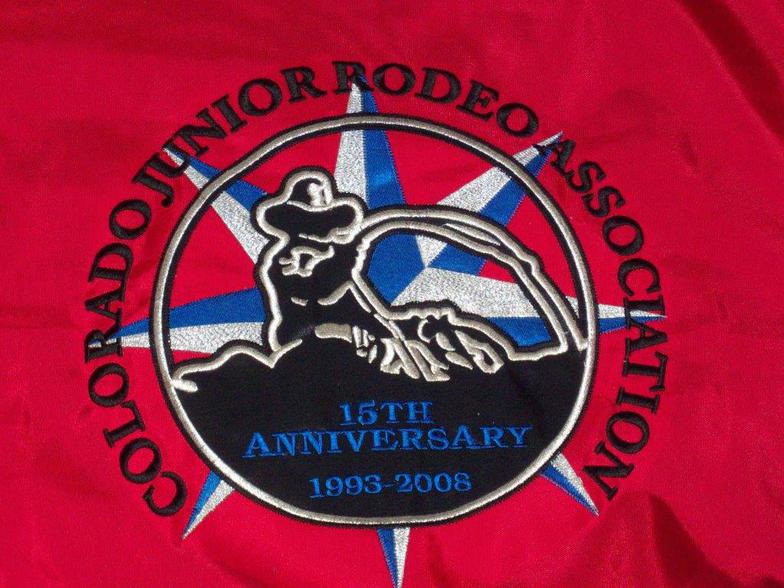 COLORADO JUNIOR RODEO ASSOCIATION
15TH
ANNIVERSARY
1993-2008